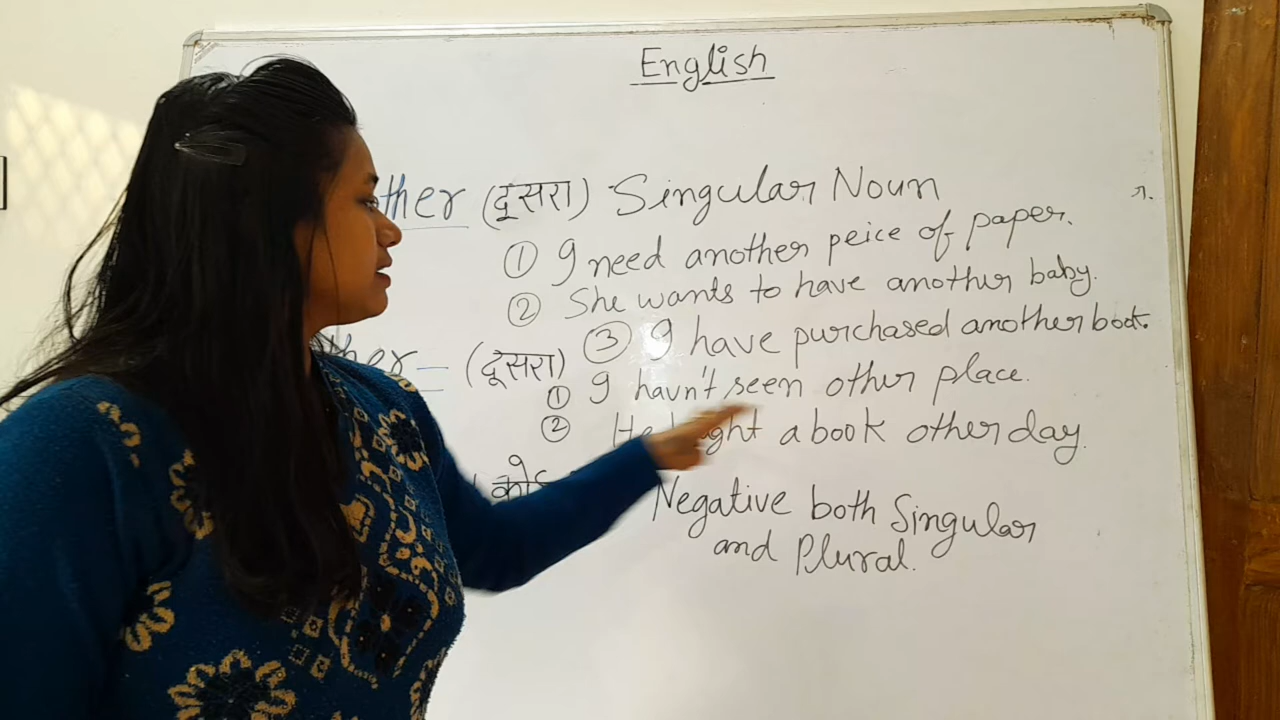 English
ther (दूसरा) Singular Noun
① I need another peice of paper.
② She wants to have another baby.
③ I have purchased another book.
ther = (दूसरा)
① I havn't seen other place.
② He bught a book other day.
कोई
Negative both Singular
and Plural.